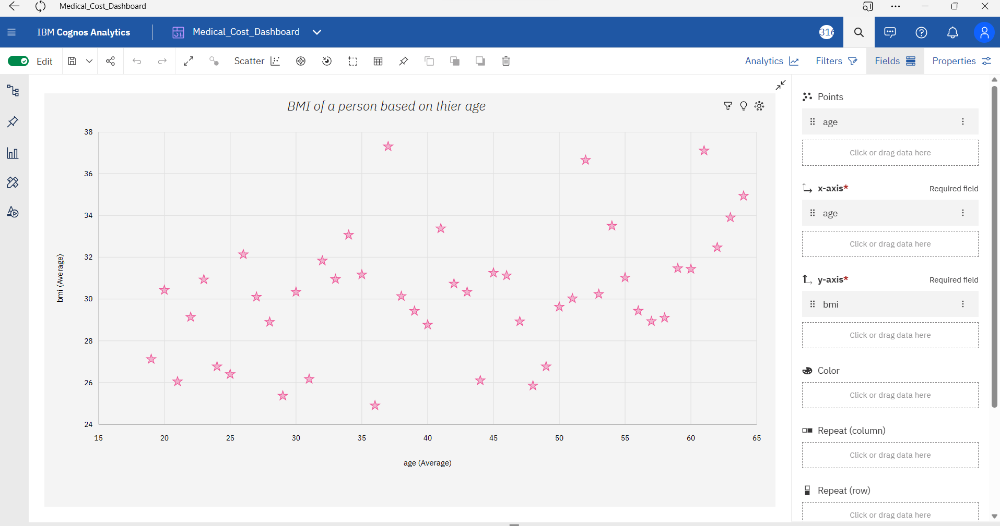 Medical_Cost_Dashboard
IBM Cognos Analytics
Medical_Cost_Dashboard
316
Edit
Scatter
Analytics
Filters
Fields
Properties
BMI of a person based on thier age
38
36
34
32
30
28
26
24
bmi (Average)
15 20 25 30 35 40 45 50 55 60 65
age (Average)
Points
age
Click or drag data here
x-axis* Required field
age
Click or drag data here
y-axis* Required field
bmi
Click or drag data here
Color
Click or drag data here
Repeat (column)
Click or drag data here
Repeat (row)
Click or drag data here